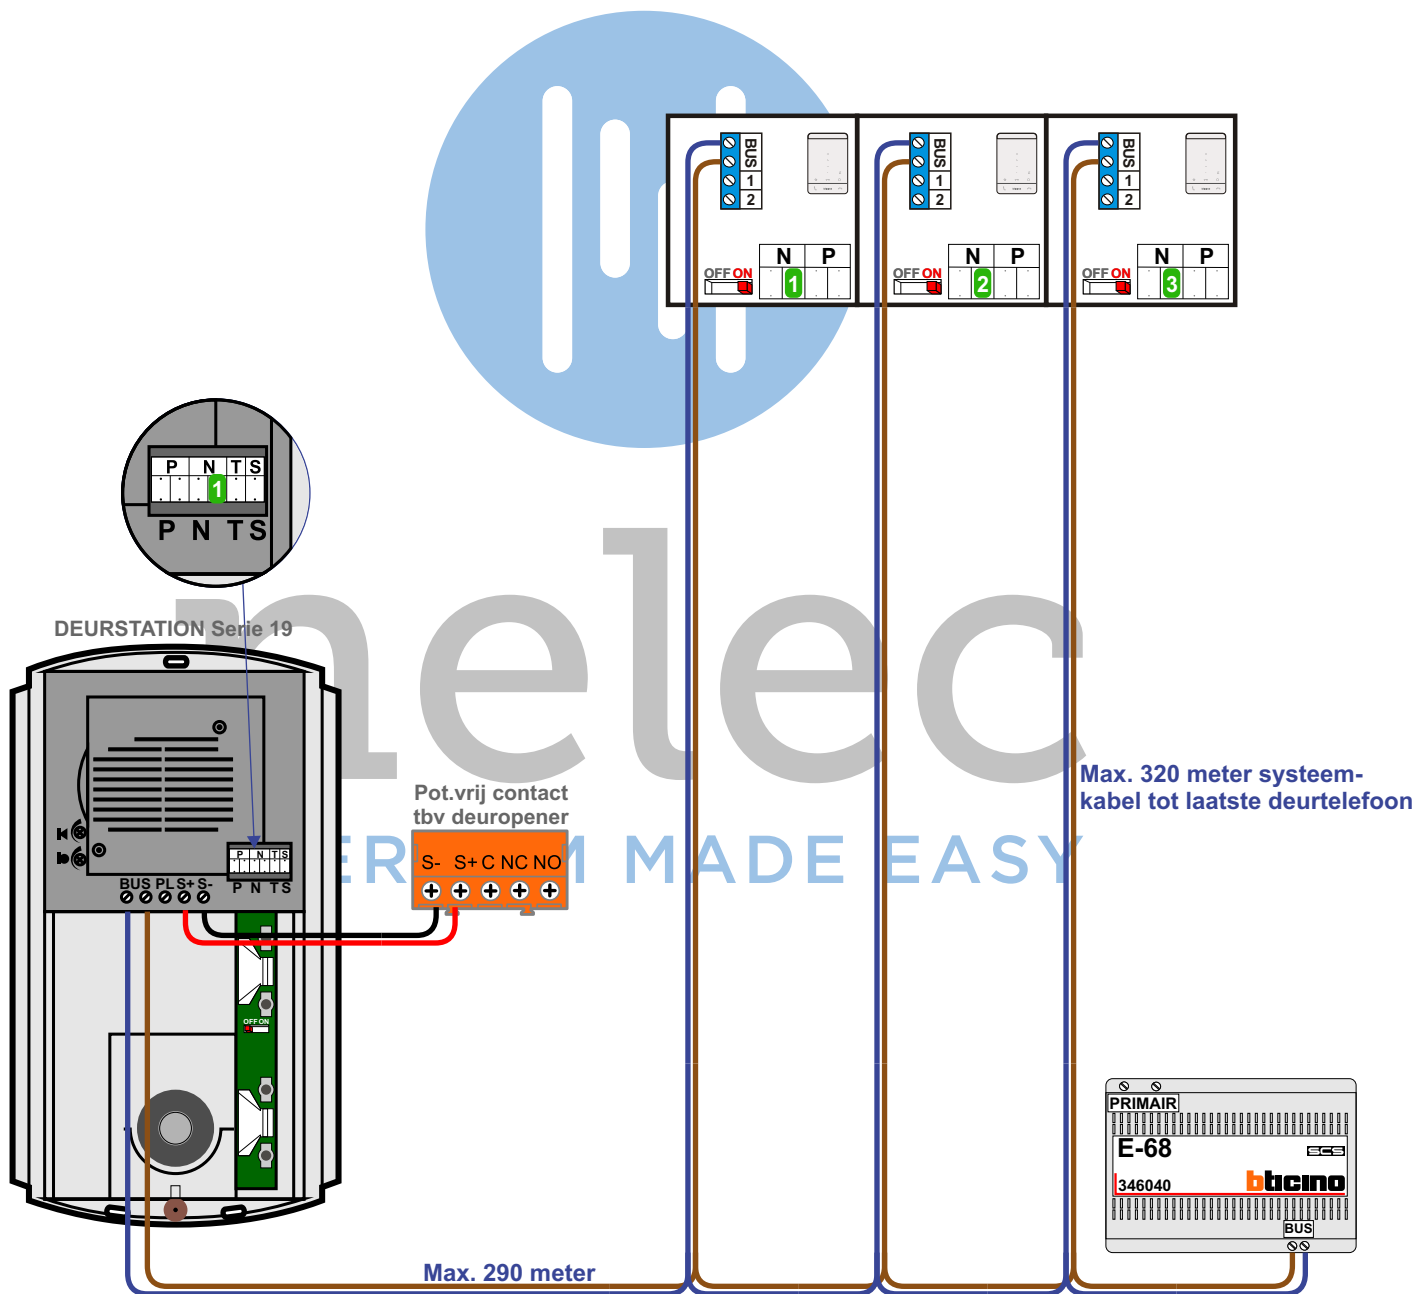 BUS
1
2
N P
OFF ON
1
BUS
1
2
N P
OFF ON
2
BUS
1
2
N P
OFF ON
3
P N T S
1
P N T S
DEURSTATION Serie 19
nelec
Max. 320 meter systeem-
kabel tot laatste deurtelefoon
Pot.vrij contact
tbv deuropener
S- S+ C NC NO
MADE EASY
P N T S
P N T S
BUS PL S+ S-
OFF ON
PRIMAIR
E-68
SCS
346040
bticino
BUS
Max. 290 meter